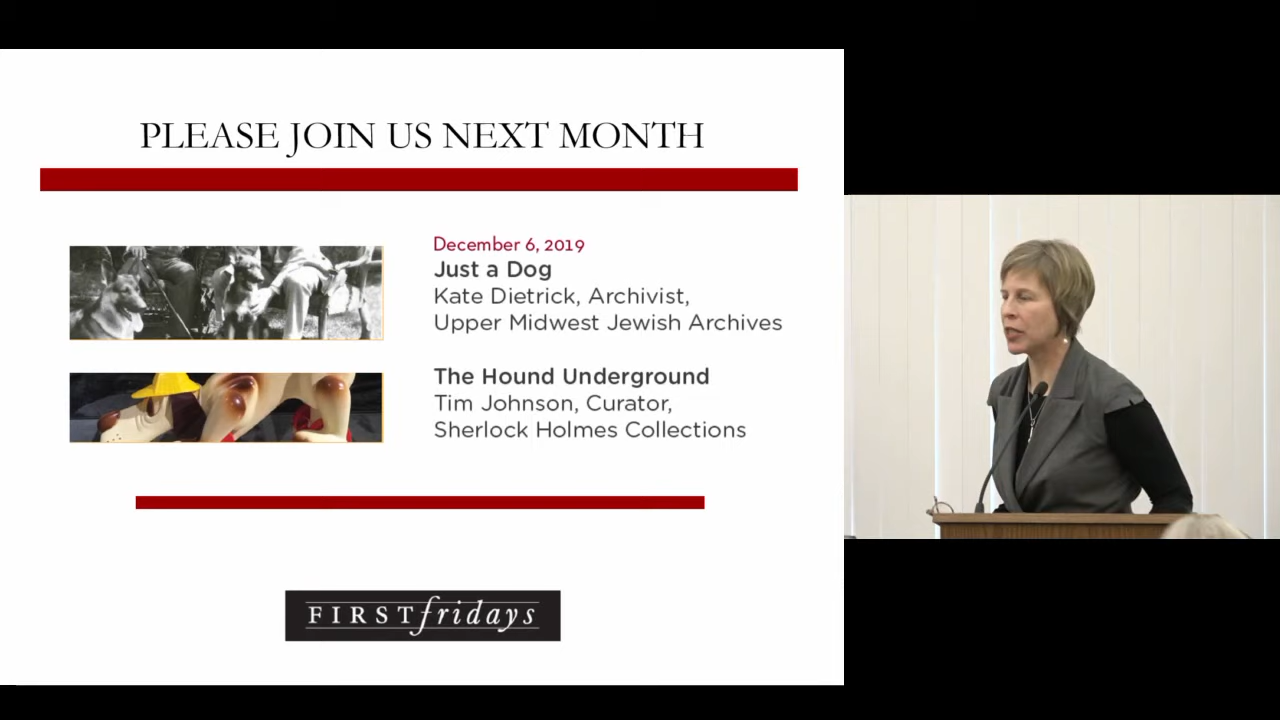 PLEASE JOIN US NEXT MONTH
December 6, 2019
Just a Dog
Kate Dietrick, Archivist,
Upper Midwest Jewish Archives
The Hound Underground
Tim Johnson, Curator,
Sherlock Holmes Collections
FIRST fridays